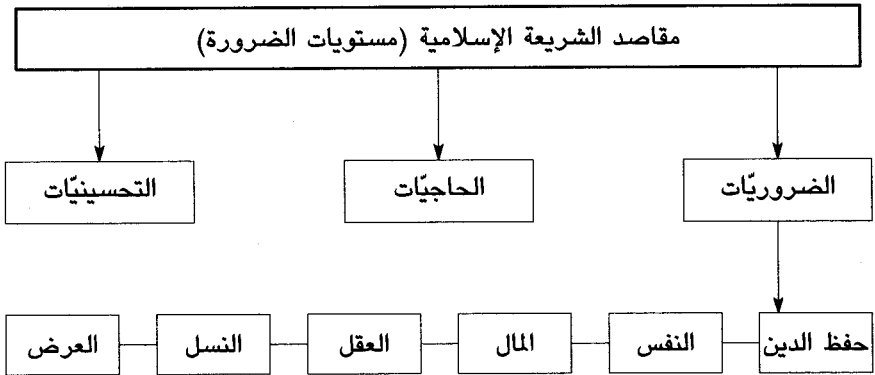 مقاصد الشريعة الإسلامية (مستويات الضرورة)
الضروريّات
الحاجيّات
التحسينيّات
حفظ الدين
النفس
المال
العقل
النسل
العرض